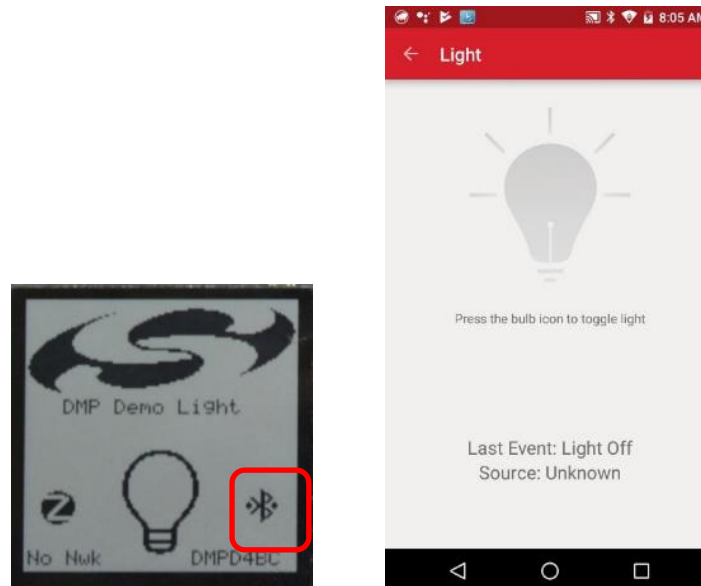 DMP Demo Light
No Nwk
DMPD4BC
8:05 AM
Light
Press the bulb icon to toggle light
Last Event: Light Off
Source: Unknown